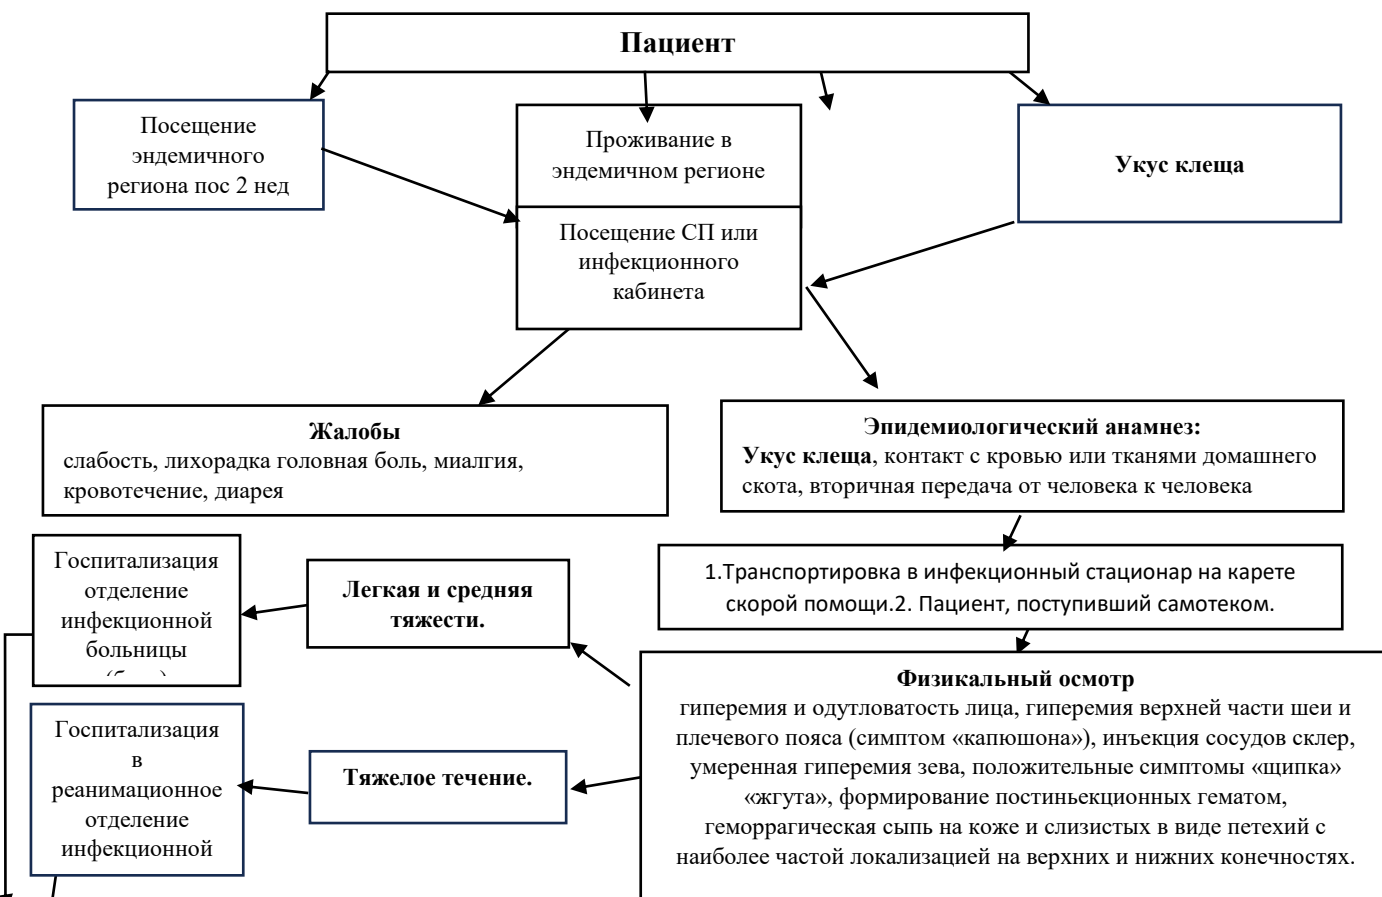 Пациент
Посещение
эндемичного
региона пос 2 нед
Проживание в
эндемичном регионе
Укус клеща
Посещение СП или
инфекционного
кабинета
Жалобы
слабость, лихорадка головная боль, миалгия,
кровотечение, диарея
Эпидемиологический анамнез:
Укус клеща, контакт с кровью или тканями домашнего
скота, вторичная передача от человека к человека
Госпитализация
отделение
инфекционной
больницы
Легкая и средняя
тяжести.
1.Транспортировка в инфекционный стационар на карете
скорой помощи.2. Пациент, поступивший самотеком.
Физикальный осмотр
гиперемия и одутловатость лица, гиперемия верхней части шеи и
плечевого пояса (симптом «капюшона»), инъекция сосудов склер,
умеренная гиперемия зева, положительные симптомы «щипка»
«жгута», формирование постиньекционных гематом,
геморрагическая сыпь на коже и слизистых в виде петехий с
наиболее частой локализацией на верхних и нижних конечностях.
Госпитализация
в
реанимационное
отделение
инфекционной
Тяжелое течение.